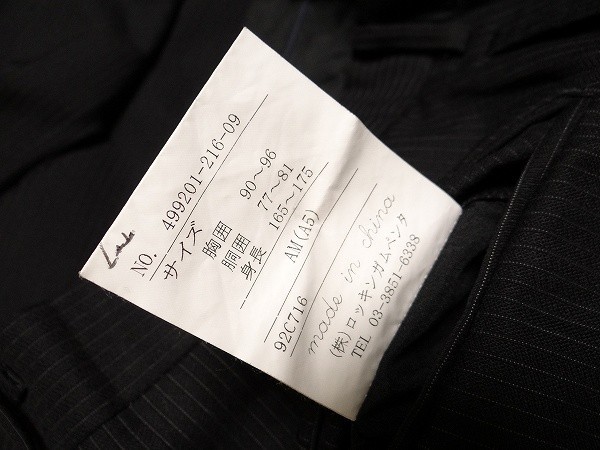 NO. 499201-216-09
サイズ
胸囲 90～96
胴囲 77～81
身長 165～175
92C716 AM(A5)
made in china
(株)ロッキンガムペンタ
TEL 03-3851-6338